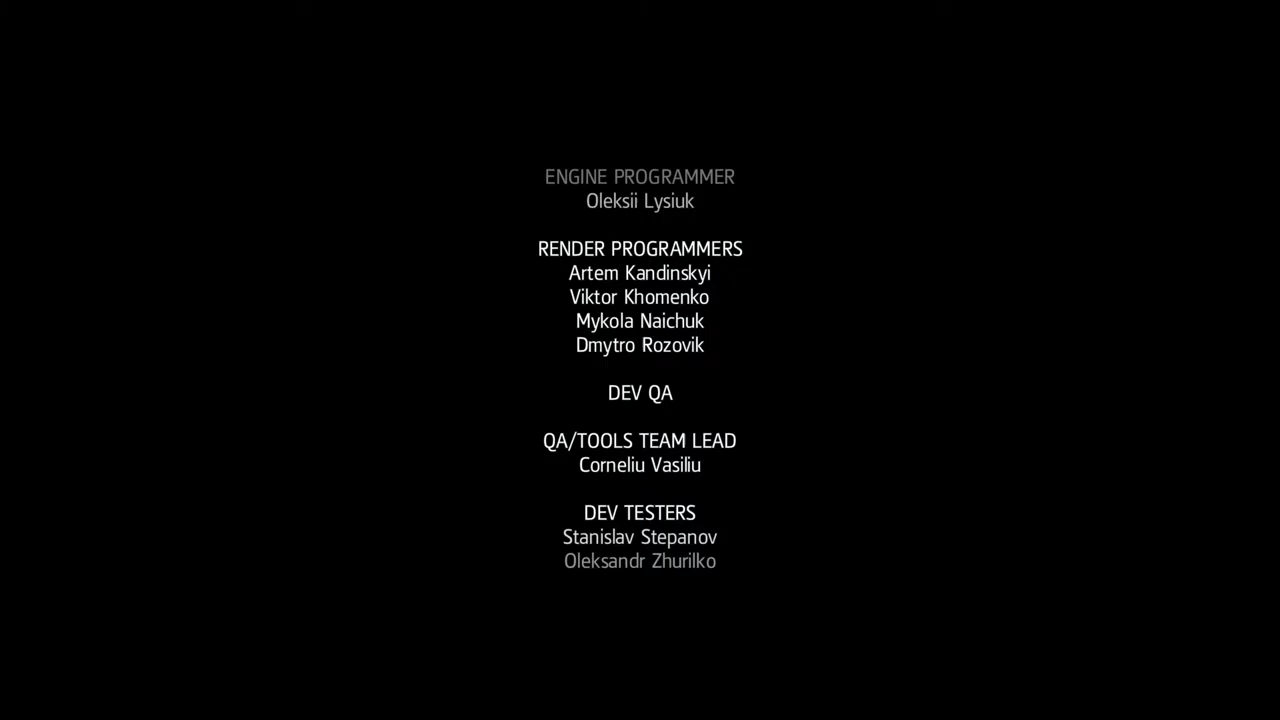 ENGINE PROGRAMMER
Oleksii Lysiuk
RENDER PROGRAMMERS
Artem Kandinskyi
Viktor Khomenko
Mykola Naichuk
Dmytro Rozovik
DEV QA
QA/TOOLS TEAM LEAD
Corneliu Vasiliu
DEV TESTERS
Stanislav Stepanov
Oleksandr Zhurilko